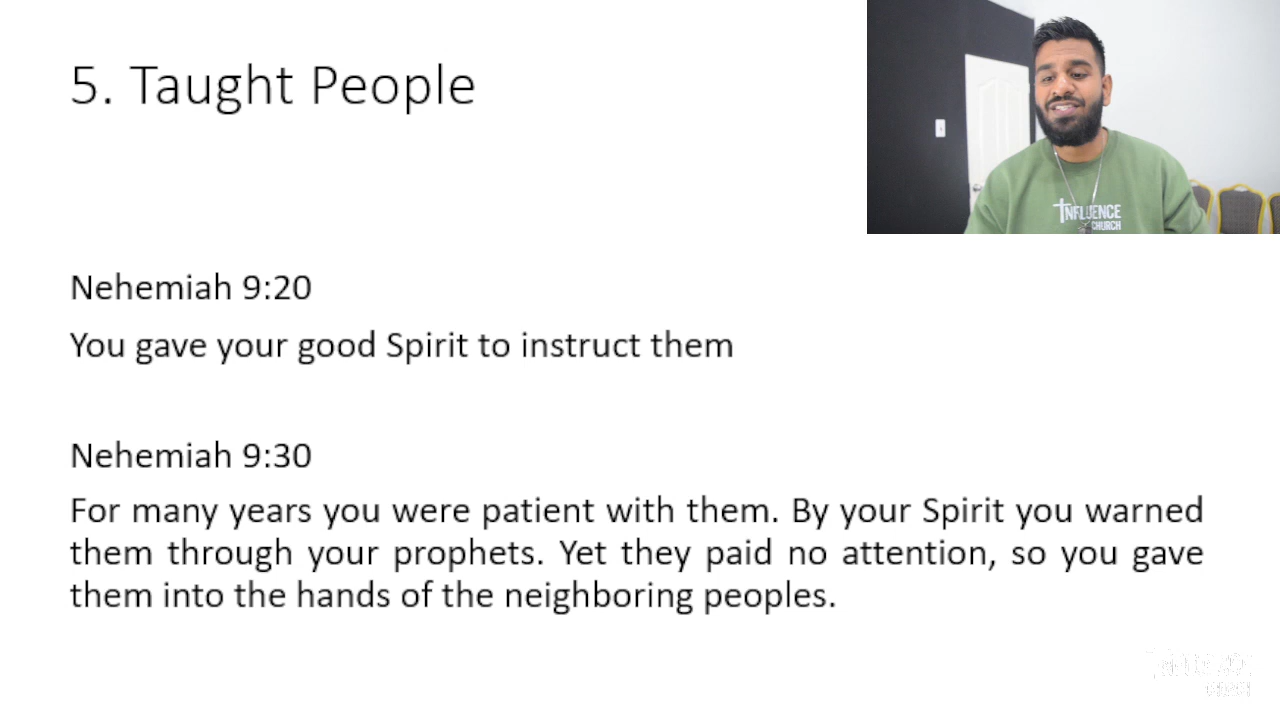 5. Taught People
INFLUENCE
CHURCH
Nehemiah 9:20
You gave your good Spirit to instruct them
Nehemiah 9:30
For many years you were patient with them. By your Spirit you warned
them through your prophets. Yet they paid no attention, so you gave
them into the hands of the neighboring peoples.